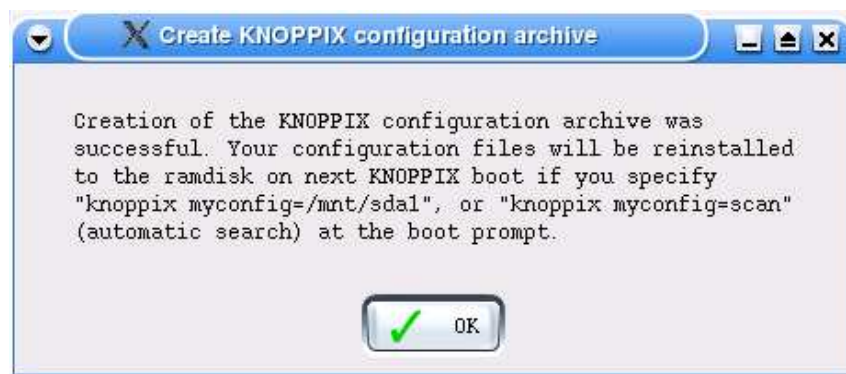 Create KNOPPIX configuration archive
Creation of the KNOPPIX configuration archive was
successful. Your configuration files will be reinstalled
to the ramdisk on next KNOPPIX boot if you specify
"knoppix myconfig=/mnt/sda1", or "knoppix myconfig=scan"
(automatic search) at the boot prompt.
OK